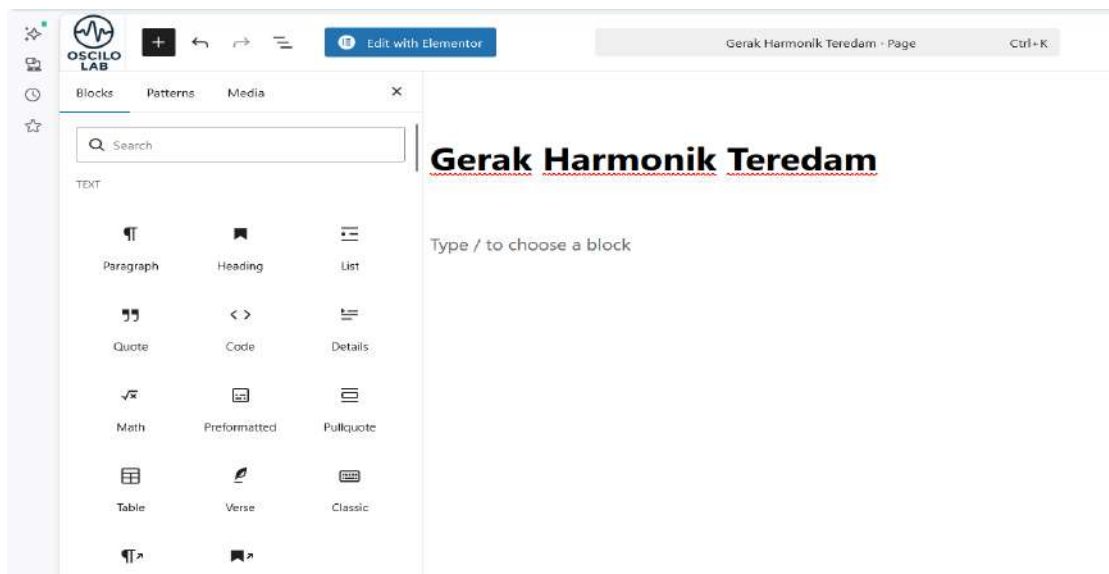 OSCILO
LAB
Edit with Elementor
Gerak Harmonik Teredam · Page Ctrl+K
Blocks Patterns Media
Search
TEXT
Paragraph Heading List
Quote Code Details
Math Preformatted Pullquote
Table Verse Classic
Gerak Harmonik Teredam
Type / to choose a block